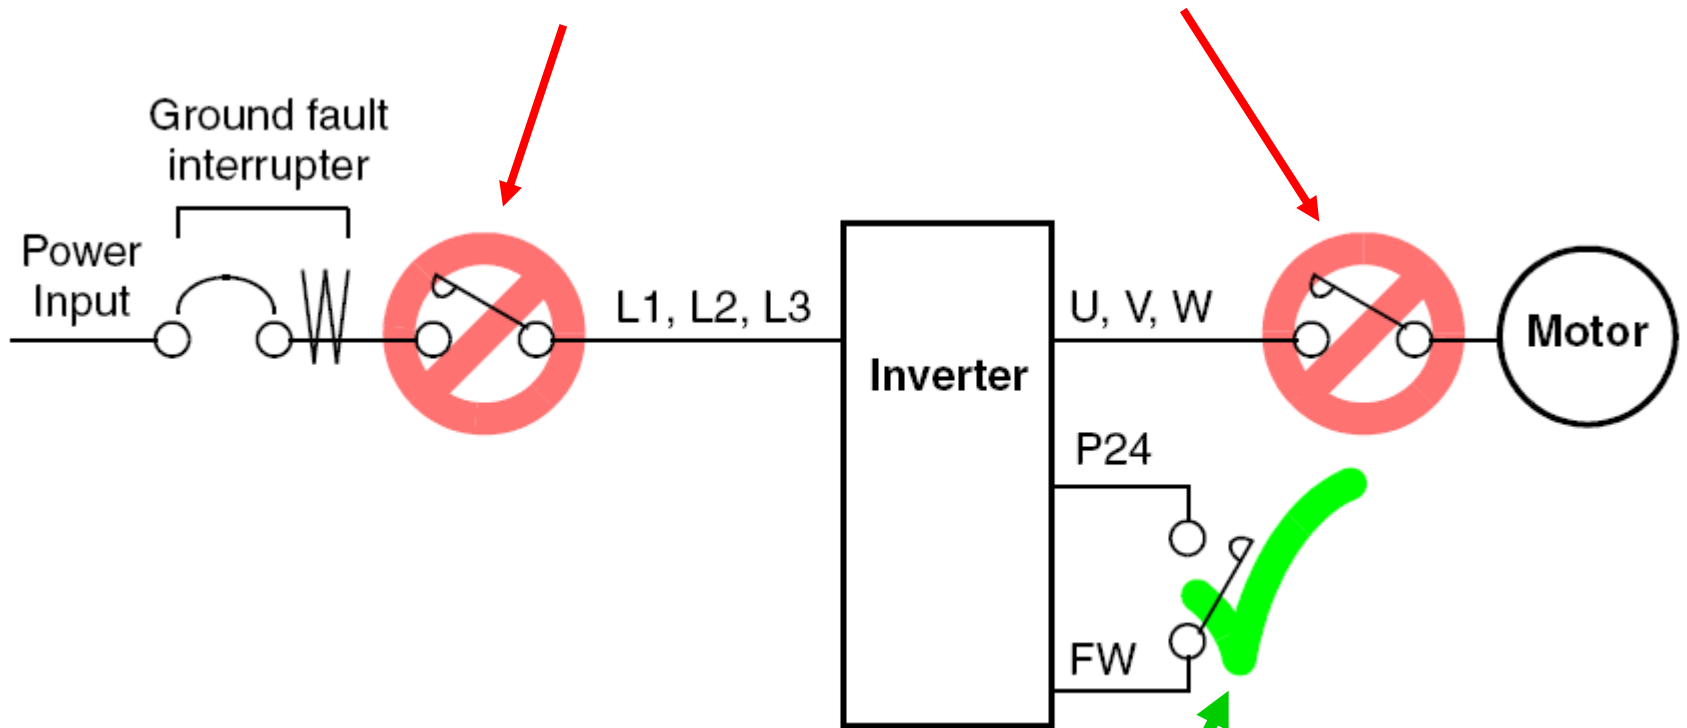 Ground fault
interrupter
Power
Input
L1, L2, L3
Inverter
U, V, W
Motor
P24
FW